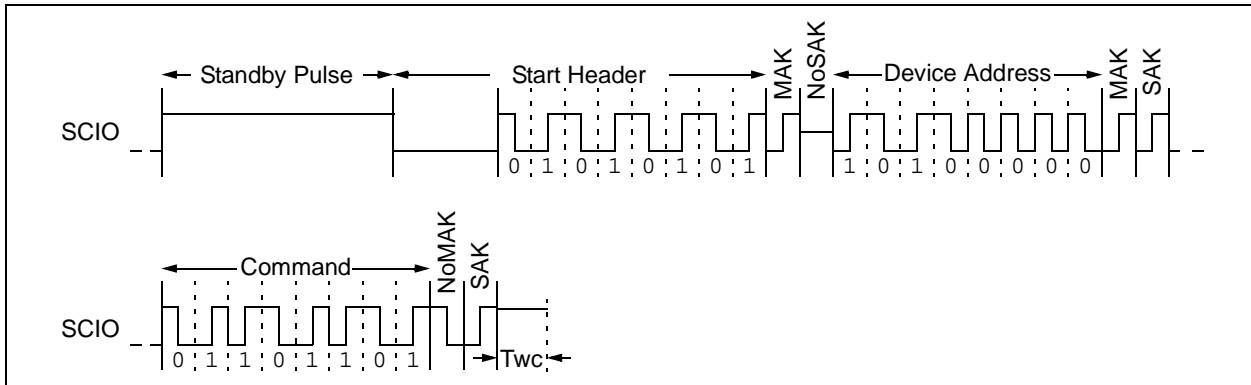 Standby Pulse Start Header MAK NoSAK Device Address MAK SAK
SCIO
0 1 0 1 0 1 0 1 1 0 1 0 0 0 0 0
Command NoMAK SAK
SCIO
0 1 1 0 1 1 0 1 Twc